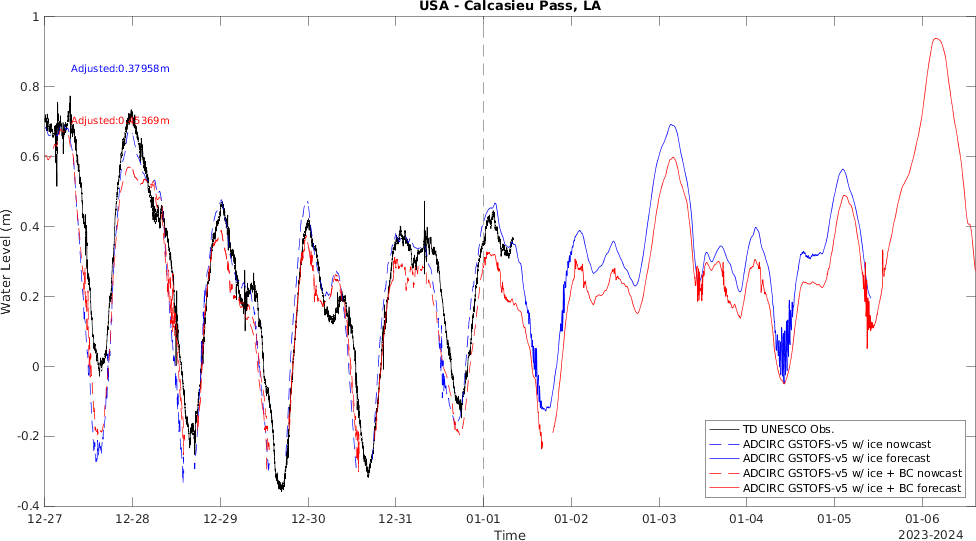 USA - Calcasieu Pass, LA
1
0.8
0.6
0.4
0.2
0
-0.2
-0.4
Water Level (m)
Adjusted:0.37958m
12-27
12-28
12-29
12-30
12-31
01-01
01-02
01-03
01-04
01-05
01-06
Time
2023-2024
TD UNESCO Obs.
ADCIRC GSTOFS-v5 w/ ice nowcast
ADCIRC GSTOFS-v5 w/ ice forecast
ADCIRC GSTOFS-v5 w/ ice + BC nowcast
ADCIRC GSTOFS-v5 w/ ice + BC forecast